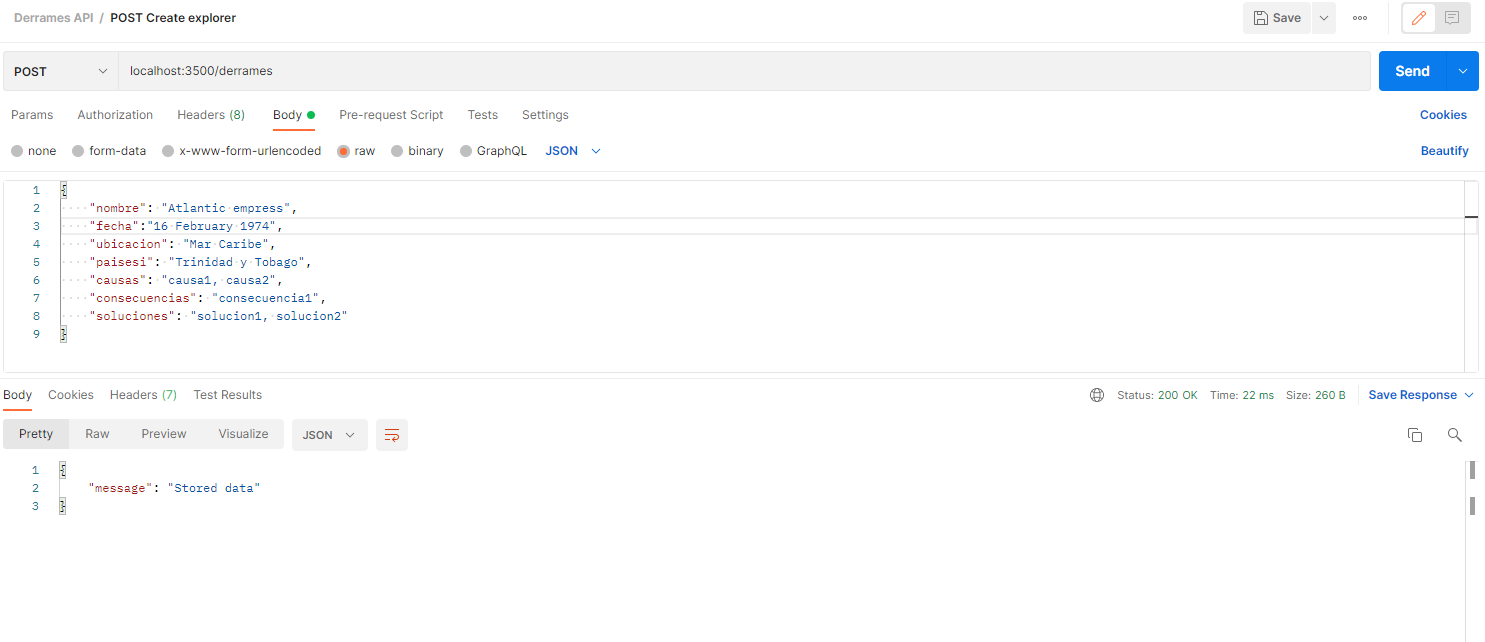 Derrames API / POST Create explorer
Save
POST localhost:3500/derrames Send
Params Authorization Headers (8) Body Pre-request Script Tests Settings Cookies
none form-data x-www-form-urlencoded raw binary GraphQL JSON Beautify
1 {
2 "nombre": "Atlantic empress",
3 "fecha":"16 February 1974",
4 "ubicacion": "Mar Caribe",
5 "paisesi": "Trinidad y Tobago",
6 "causas": "causa1, causa2",
7 "consecuencias": "consecuencia1",
8 "soluciones": "solucion1, solucion2"
9 }
Body Cookies Headers (7) Test Results Status: 200 OK Time: 22 ms Size: 260 B Save Response
Pretty Raw Preview Visualize JSON
1 {
2 "message": "Stored data"
3 }